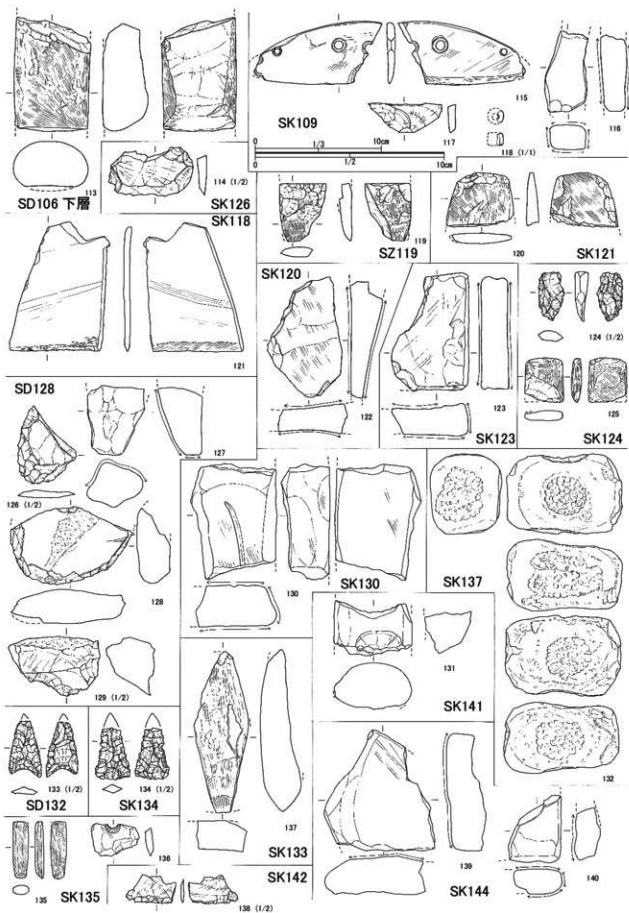 113
SD106 下層
114 (1/2)
SK126
SK109
115
116
117
118 (1/1)
0 1/3 10cm
0 1/2 10cm
SK118
121
119
SZ119
120
SK121
SK120
122
123
SK123
124 (1/2)
125
SK124
SD128
126 (1/2)
127
128
129 (1/2)
130
SK130
SK137
132
131
SK141
133 (1/2)
SD132
134 (1/2)
SK134
137
SK133
135
136
SK135
SK142
138 (1/2)
139
SK144
140